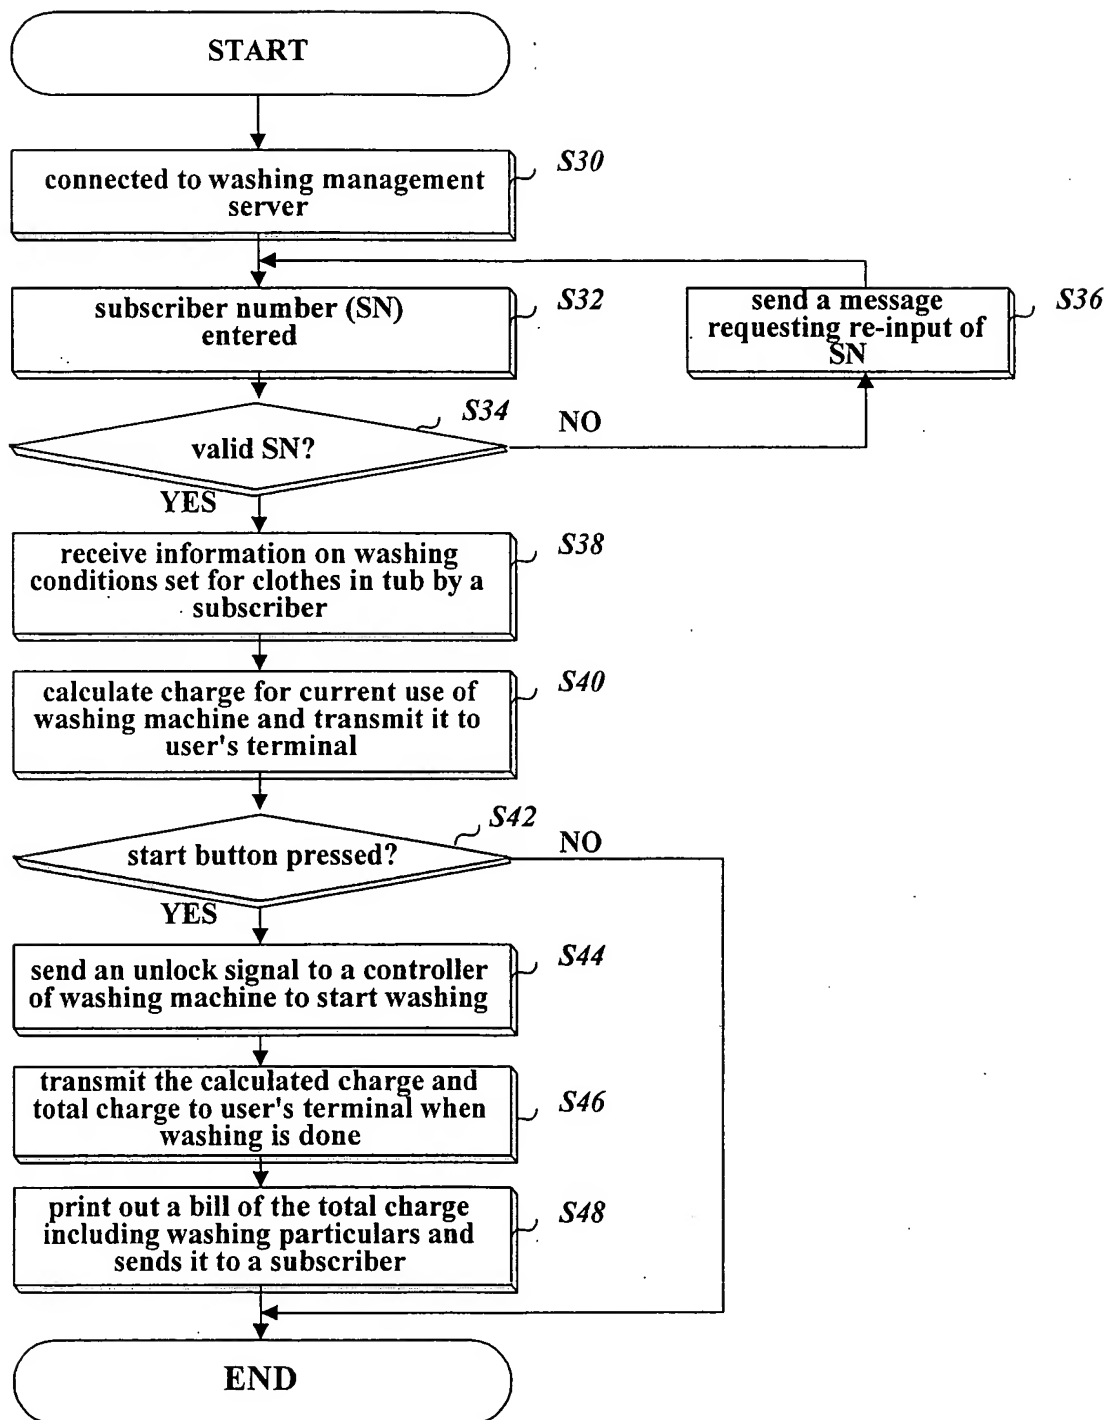 START
connected to washing management
server
S30
subscriber number (SN)
entered
S32
send a message
requesting re-input of
SN
S36
valid SN?
S34
NO
YES
receive information on washing
conditions set for clothes in tub by a
subscriber
S38
calculate charge for current use of
washing machine and transmit it to
user's terminal
S40
start button pressed?
S42
NO
YES
send an unlock signal to a controller
of washing machine to start washing
S44
transmit the calculated charge and
total charge to user's terminal when
washing is done
S46
print out a bill of the total charge
including washing particulars and
sends it to a subscriber
S48
END